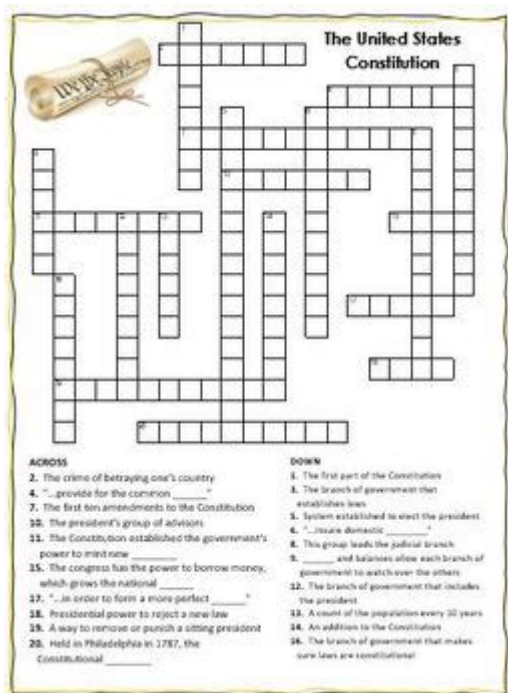 The United States
Constitution
We the People
ACROSS
2. The crime of betraying one's country
4. "...provide for the common ______"
7. The first ten amendments to the Constitution
10. The president's group of advisors
11. The Constitution established the government's
power to mint new ______
15. The congress has the power to borrow money,
which grows the national ______
17. "...in order to form a more perfect ______"
18. Presidential power to reject a new law
19. A way to remove or punish a sitting president
20. Held in Philadelphia in 1787, the
Constitutional ______
DOWN
1. The first part of the Constitution
3. The branch of government that
establishes laws
5. System established to elect the president
6. "...insure domestic ______"
8. This group leads the judicial branch
9. ______ and balances allow each branch of
government to watch over the others
12. The branch of government that includes
the president
13. A count of the population every 10 years
14. An addition to the Constitution
16. The branch of government that makes
sure laws are constitutional